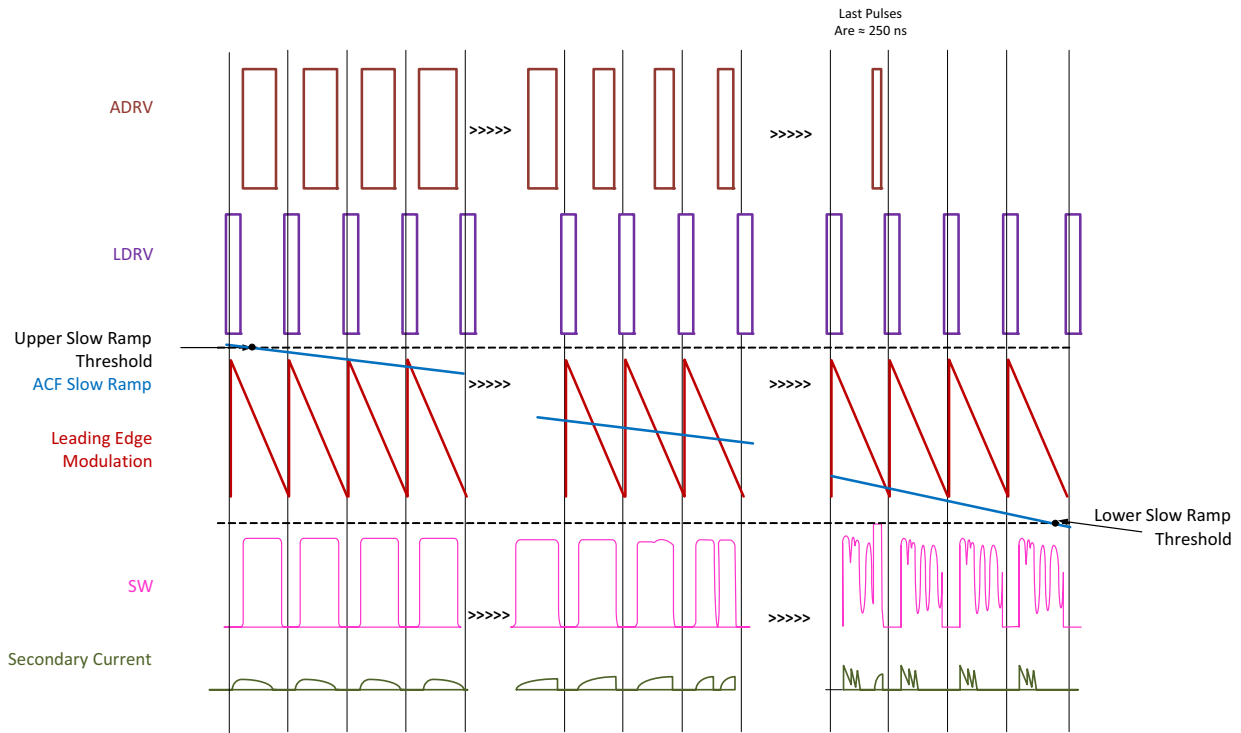 Last Pulses
Are ≈ 250 ns
ADRV
>>>>>
>>>>>
LDRV
Upper Slow Ramp
Threshold
ACF Slow Ramp
>>>>>
>>>>>
Leading Edge
Modulation
Lower Slow Ramp
Threshold
SW
>>>>>
>>>>>
Secondary Current